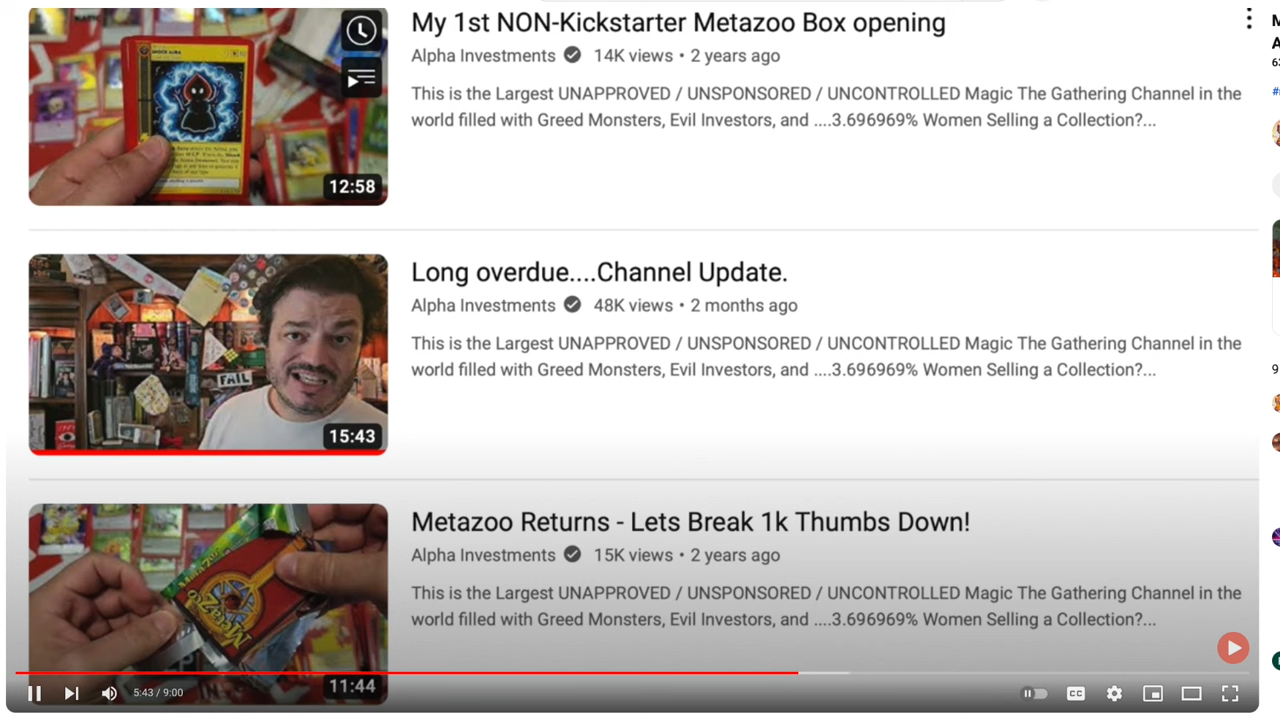 My 1st NON-Kickstarter Metazoo Box opening
Alpha Investments 14K views • 2 years ago
This is the Largest UNAPPROVED / UNSPONSORED / UNCONTROLLED Magic The Gathering Channel in the
world filled with Greed Monsters, Evil Investors, and ....3.696969% Women Selling a Collection?...
12:58
Long overdue....Channel Update.
Alpha Investments 48K views • 2 months ago
This is the Largest UNAPPROVED / UNSPONSORED / UNCONTROLLED Magic The Gathering Channel in the
world filled with Greed Monsters, Evil Investors, and ....3.696969% Women Selling a Collection?...
FAIL
15:43
Metazoo Returns - Lets Break 1k Thumbs Down!
Alpha Investments 15K views • 2 years ago
This is the Largest UNAPPROVED / UNSPONSORED / UNCONTROLLED Magic The Gathering Channel in the
world filled with Greed Monsters, Evil Investors, and ....3.696969% Women Selling a Collection?...
MetaZoo
11:44
5:43 / 9:00
CC